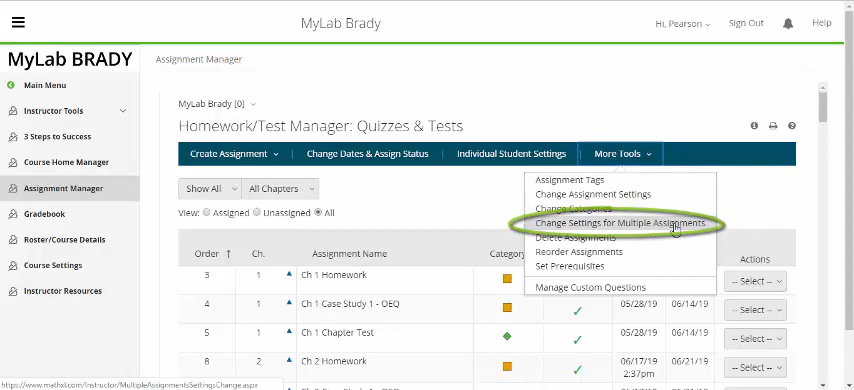 MyLab Brady
Hi, Pearson
Sign Out
Help
MyLab BRADY
Assignment Manager
Main Menu
Instructor Tools
3 Steps to Success
Course Home Manager
Assignment Manager
Gradebook
Roster/Course Details
Course Settings
Instructor Resources
MyLab Brady [0]
Homework/Test Manager: Quizzes & Tests
Create Assignment
Change Dates & Assign Status
Individual Student Settings
More Tools
Assignment Tags
Change Assignment Settings
Change Categories
Change Settings for Multiple Assignments
Delete Assignments
Reorder Assignments
Set Prerequisites
Manage Custom Questions
Show All
All Chapters
View: Assigned Unassigned All
Order ↑ Ch. Assignment Name Category Actions
3 1 Ch 1 Homework -- Select --
4 1 Ch 1 Case Study 1 - OEQ ✓ 05/28/19 06/14/19 -- Select --
5 1 Ch 1 Chapter Test ✓ 05/28/19 06/14/19 -- Select --
8 2 Ch 2 Homework ✓ 06/17/19 2:37pm 06/21/19 -- Select --
https://www.mathxl.com/Instructor/MultipleAssignmentsSettingsChange.aspx